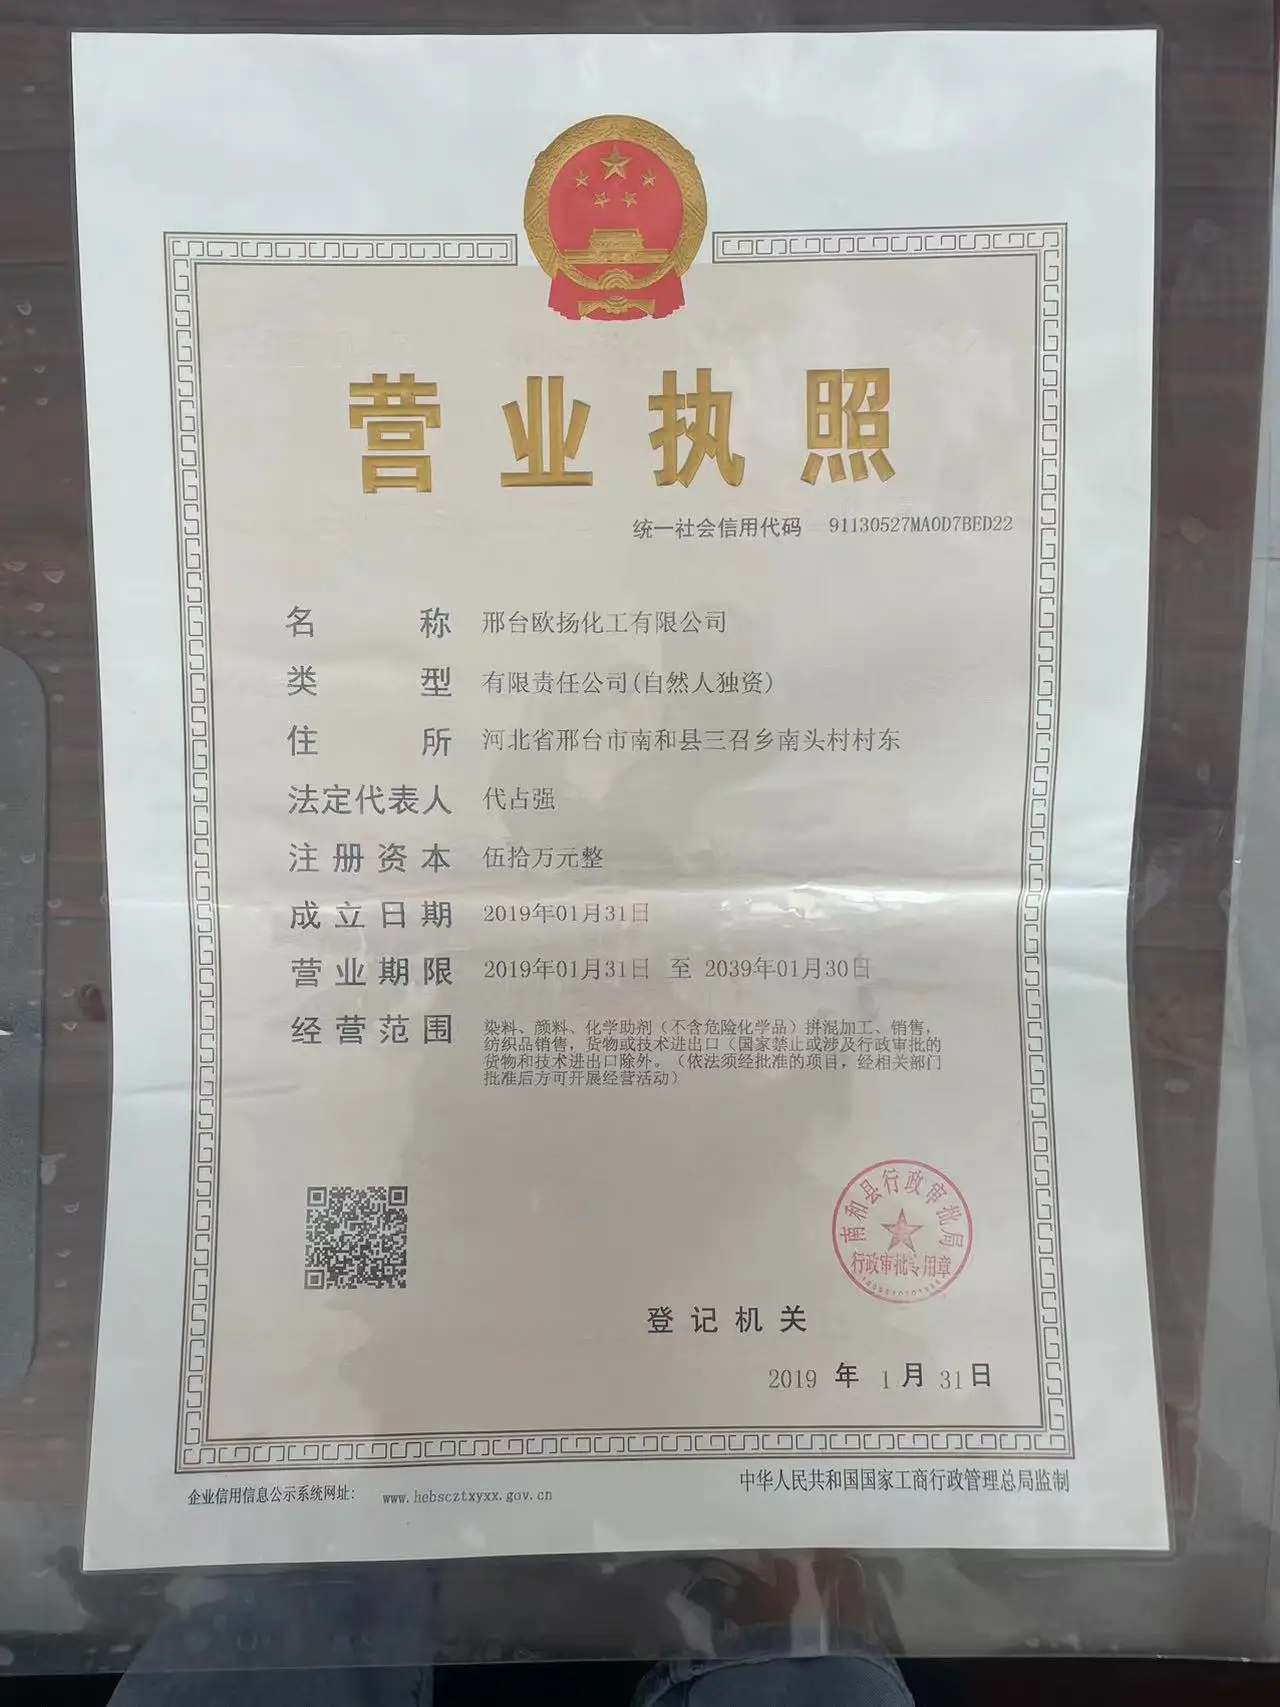 营业执照
统一社会信用代码 91130527MA0D7BED22
名称 邢台欧扬化工有限公司
类型 有限责任公司(自然人独资)
住所 河北省邢台市南和县三召乡南头村村东
法定代表人 代占强
注册资本 伍拾万元整
成立日期 2019年01月31日
营业期限 2019年01月31日 至 2039年01月30日
经营范围 染料、颜料、化学助剂（不含危险化学品）拼混加工、销售，
纺织品销售，货物或技术进出口（国家禁止或涉及行政审批的
货物和技术进出口除外。（依法须经批准的项目，经相关部门
批准后方可开展经营活动）
南和县行政审批局
行政审批专用章
登记机关
2019 年 1 月 31 日
企业信用信息公示系统网址： www.hebscztxyxx.gov.cn
中华人民共和国国家工商行政管理总局监制